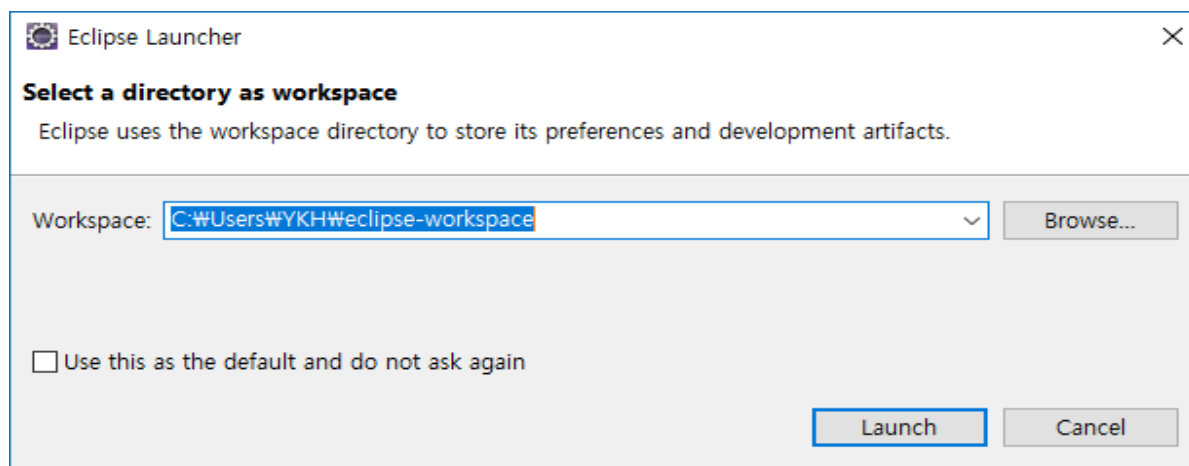 Eclipse Launcher
Select a directory as workspace
Eclipse uses the workspace directory to store its preferences and development artifacts.
Workspace: C:₩Users₩YKH₩eclipse-workspace Browse...
Use this as the default and do not ask again
Launch Cancel